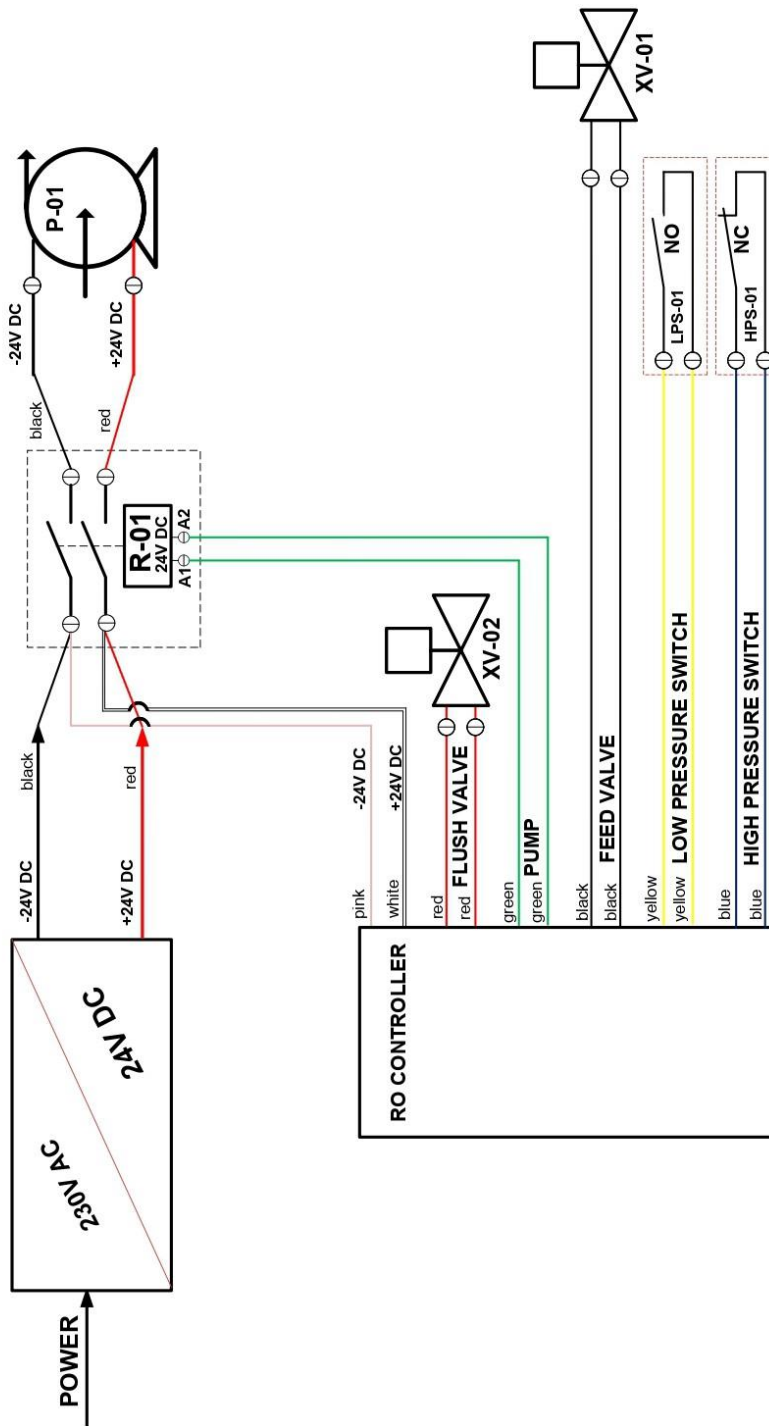 POWER
230V AC
24V DC
-24V DC
black
+24V DC
red
R-01
24V DC
A1
A2
black
-24V DC
red
+24V DC
P-01
RO CONTROLLER
pink
-24V DC
white
+24V DC
red
red
FLUSH VALVE
XV-02
green
green
PUMP
black
black
FEED VALVE
XV-01
yellow
yellow
LOW PRESSURE SWITCH
LPS-01
NO
blue
blue
HIGH PRESSURE SWITCH
HPS-01
NC